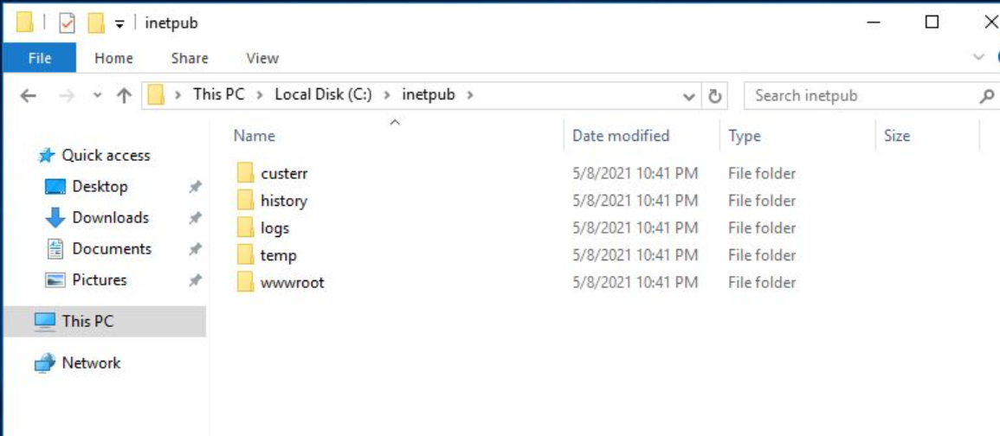 inetpub
File Home Share View
This PC Local Disk (C:) inetpub Search inetpub
Name Date modified Type Size
Quick access
Desktop
Downloads
Documents
Pictures
This PC
Network
custerr 5/8/2021 10:41 PM File folder
history 5/8/2021 10:41 PM File folder
logs 5/8/2021 10:41 PM File folder
temp 5/8/2021 10:41 PM File folder
wwwroot 5/8/2021 10:41 PM File folder